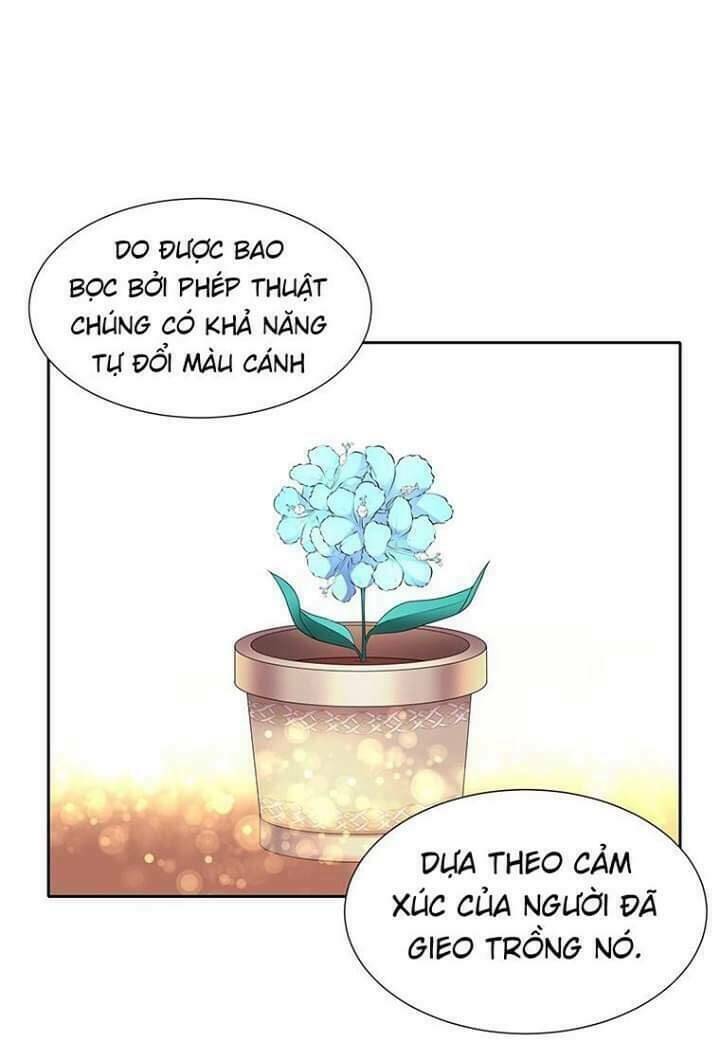 DO ĐƯỢC BAO
BỌC BỞI PHÉP THUẬT
CHÚNG CÓ KHẢ NĂNG
TỰ ĐỔI MÀU CÁNH
DỰA THEO CẢM
XÚC CỦA NGƯỜI ĐÃ
GIEO TRỒNG NÓ.